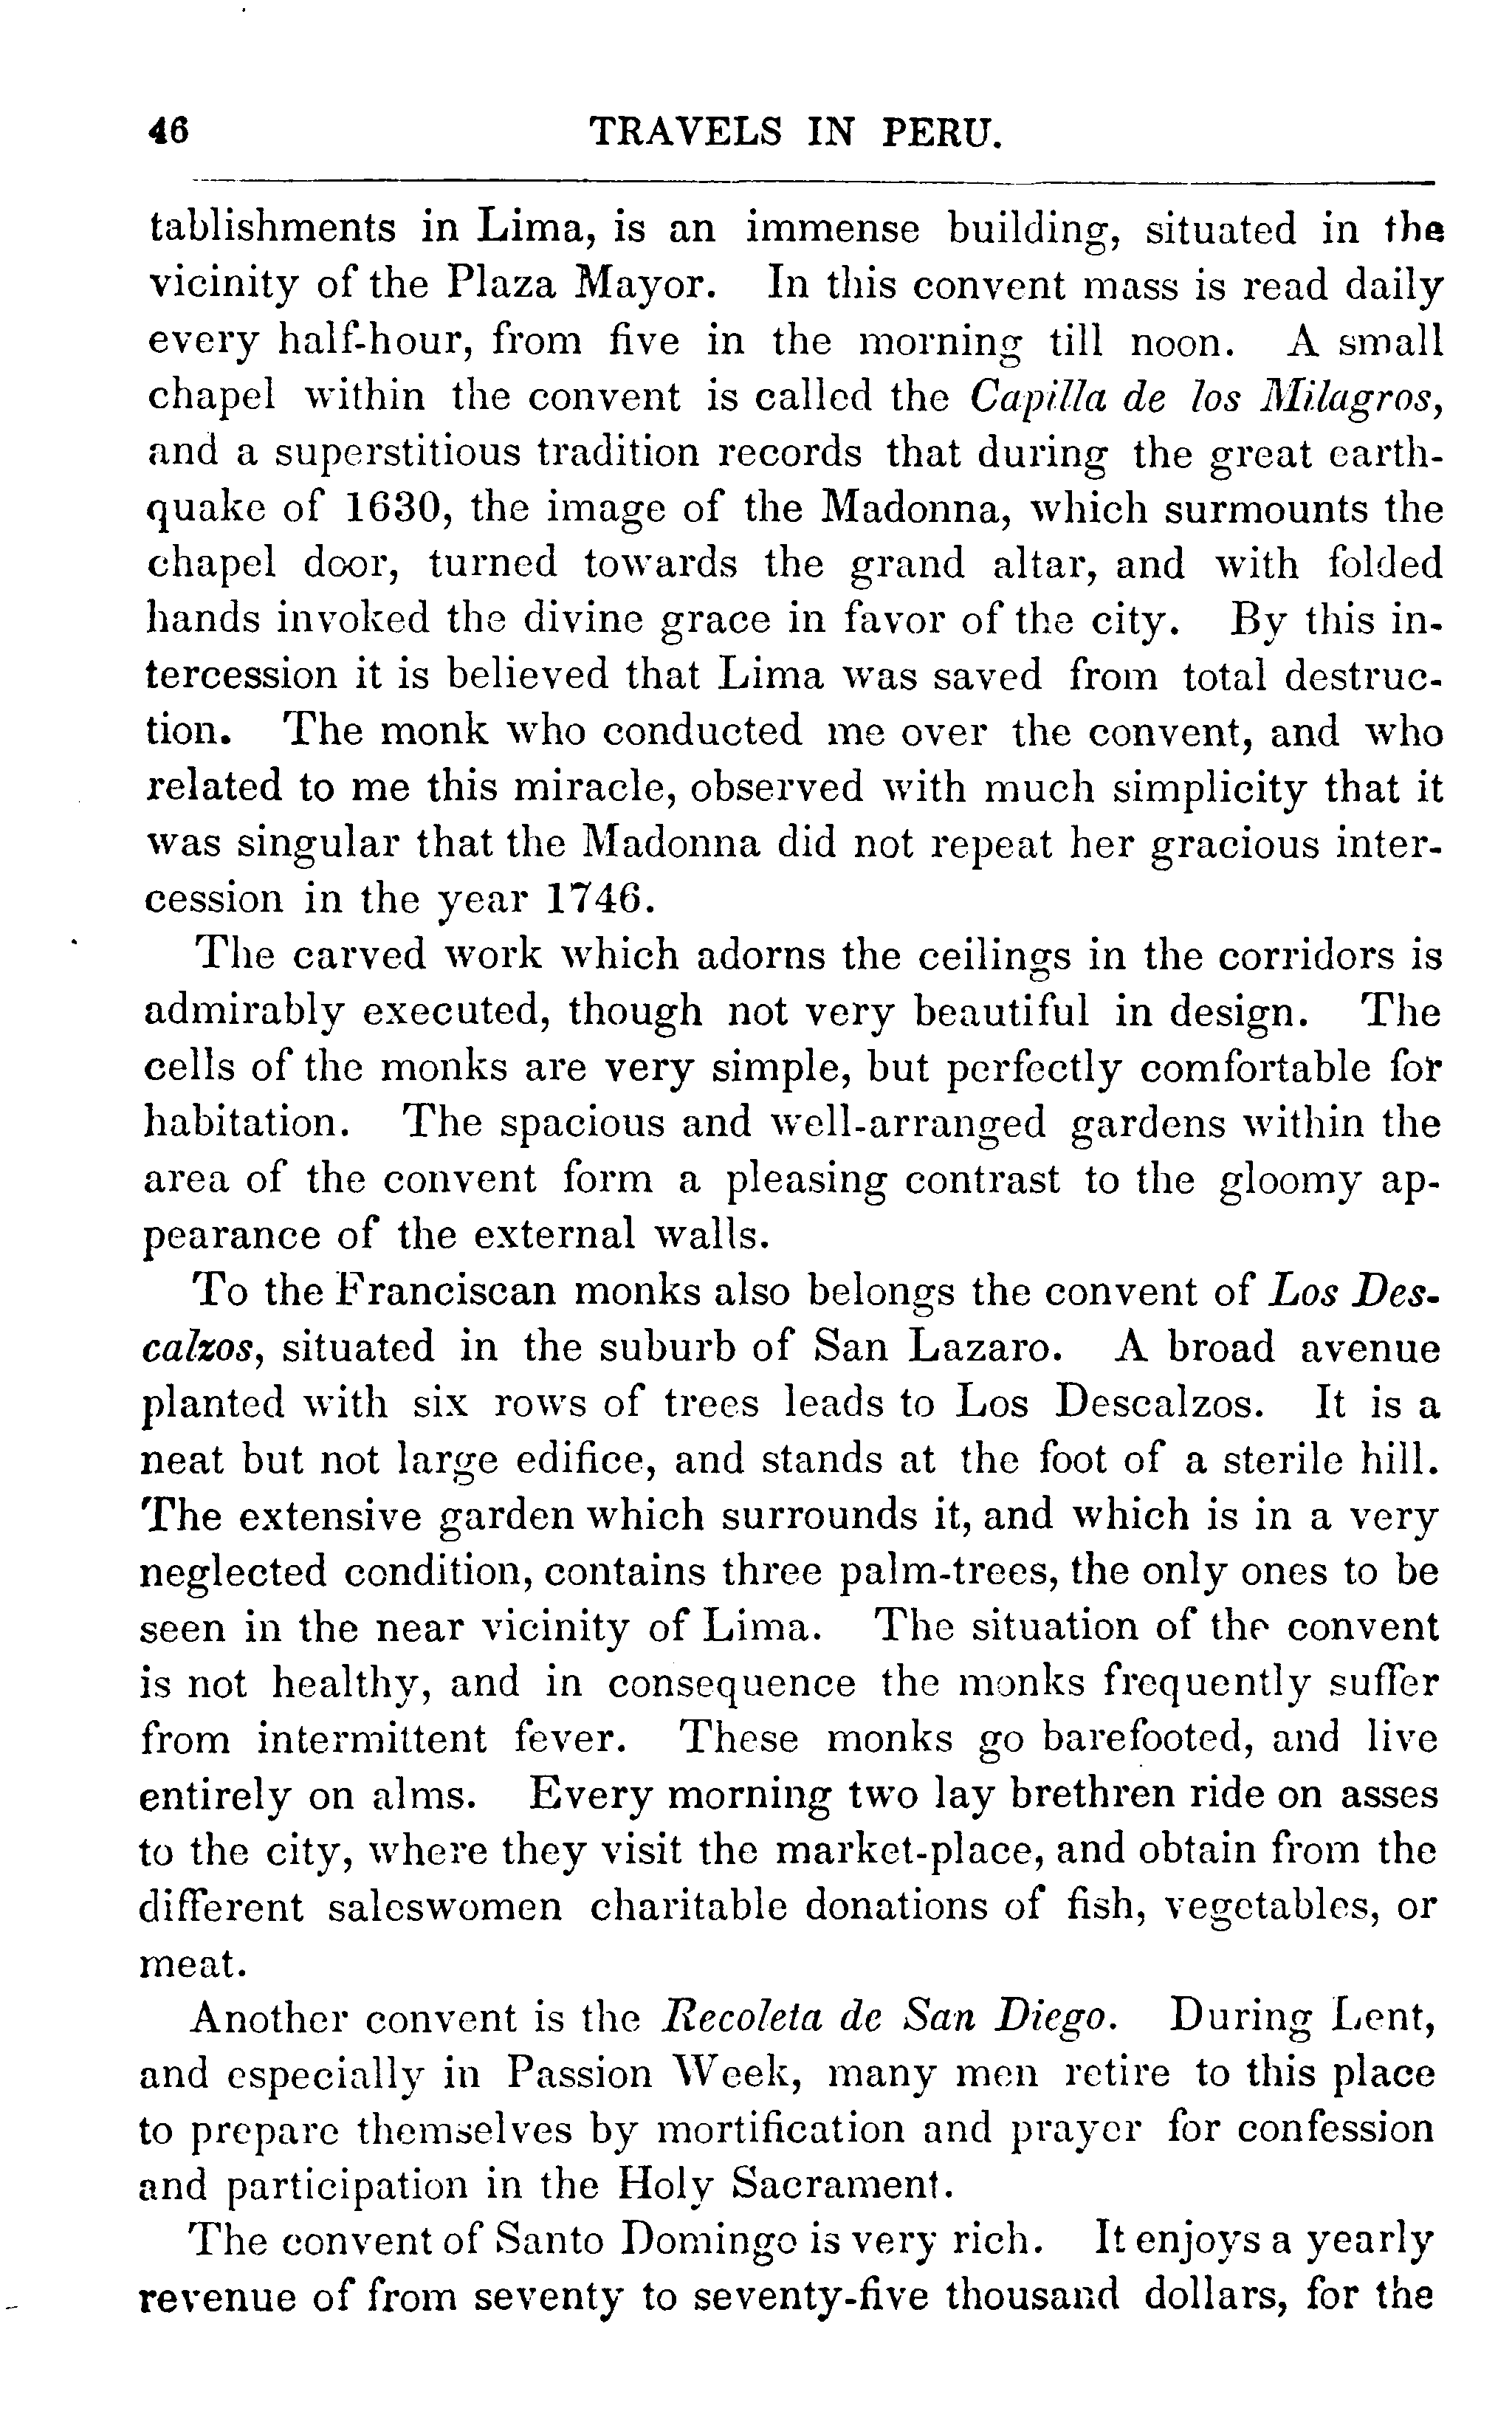 46 TRAVELS IN PERU.
tablishments in Lima, is an immense building, situated in the
vicinity of the Plaza Mayor. In this convent mass is read daily
every half-hour, from five in the morning till noon. A small
chapel within the convent is called the Capilla de los Milagros,
and a superstitious tradition records that during the great earth-
quake of 1630, the image of the Madonna, which surmounts the
chapel door, turned towards the grand altar, and with folded
hands invoked the divine grace in favor of the city. By this in-
tercession it is believed that Lima was saved from total destruc-
tion. The monk who conducted me over the convent, and who
related to me this miracle, observed with much simplicity that it
was singular that the Madonna did not repeat her gracious inter-
cession in the year 1746.
The carved work which adorns the ceilings in the corridors is
admirably executed, though not very beautiful in design. The
cells of the monks are very simple, but perfectly comfortable for
habitation. The spacious and well-arranged gardens within the
area of the convent form a pleasing contrast to the gloomy ap-
pearance of the external walls.
To the Franciscan monks also belongs the convent of Los Des-
calzos, situated in the suburb of San Lazaro. A broad avenue
planted with six rows of trees leads to Los Descalzos. It is a
neat but not large edifice, and stands at the foot of a sterile hill.
The extensive garden which surrounds it, and which is in a very
neglected condition, contains three palm-trees, the only ones to be
seen in the near vicinity of Lima. The situation of the convent
is not healthy, and in consequence the monks frequently suffer
from intermittent fever. These monks go barefooted, and live
entirely on alms. Every morning two lay brethren ride on asses
to the city, where they visit the market-place, and obtain from the
different saleswomen charitable donations of fish, vegetables, or
meat.
Another convent is the Recoleta de San Diego. During Lent,
and especially in Passion Week, many men retire to this place
to prepare themselves by mortification and prayer for confession
and participation in the Holy Sacrament.
The convent of Santo Domingo is very rich. It enjoys a yearly
revenue of from seventy to seventy-five thousand dollars, for the